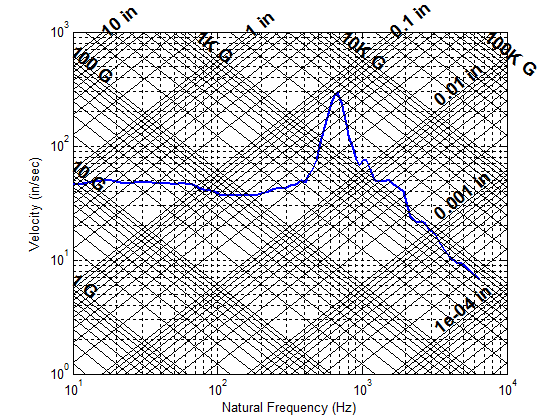 10 in
1 in
0.1 in
1K G
10K G
100K G
100 G
0.01 in
10 G
0.001 in
1 G
1e-04 in
10³
10²
10¹
10⁰
Velocity (in/sec)
10¹
10²
10³
10⁴
Natural Frequency (Hz)